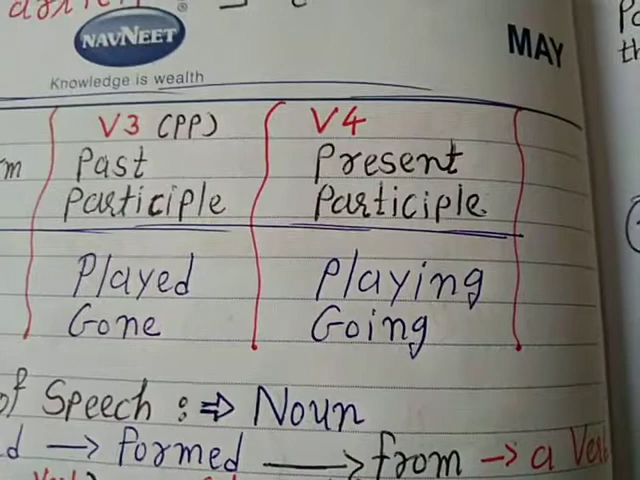 NAVNEET ®
Knowledge is wealth
MAY
V3 (PP) V4
Past Present
Participle Participle
Played Playing
Gone Going
of Speech : ⇒ Noun
→ formed → from → a Verb